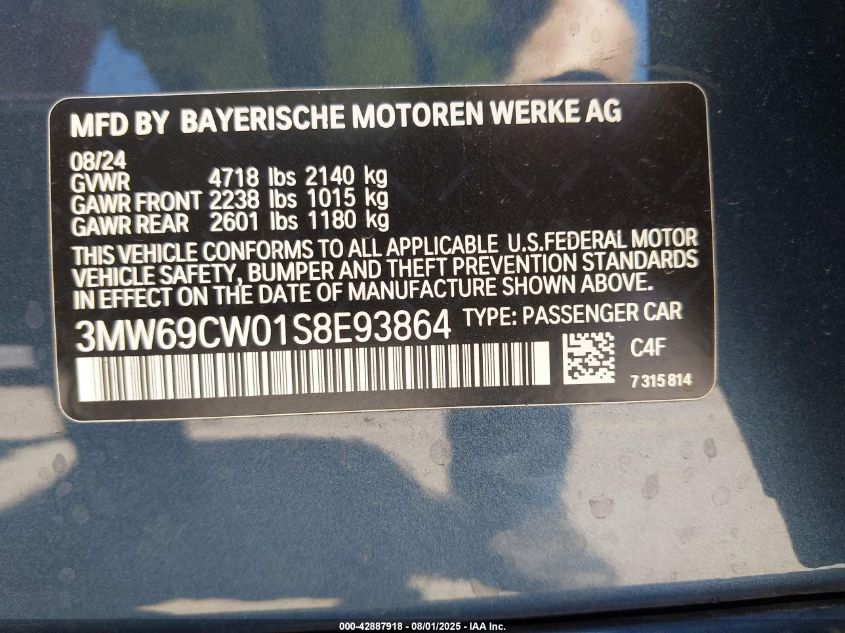 MFD BY BAYERISCHE MOTOREN WERKE AG
08/24
GVWR 4718 lbs 2140 kg
GAWR FRONT 2238 lbs 1015 kg
GAWR REAR 2601 lbs 1180 kg
THIS VEHICLE CONFORMS TO ALL APPLICABLE U.S.FEDERAL MOTOR
VEHICLE SAFETY, BUMPER AND THEFT PREVENTION STANDARDS
IN EFFECT ON THE DATE OF MANUFACTURE SHOWN ABOVE.
3MW69CW01S8E93864 TYPE: PASSENGER CAR
C4F
7 315 814
000-42887918 - 08/01/2025 - IAA Inc.